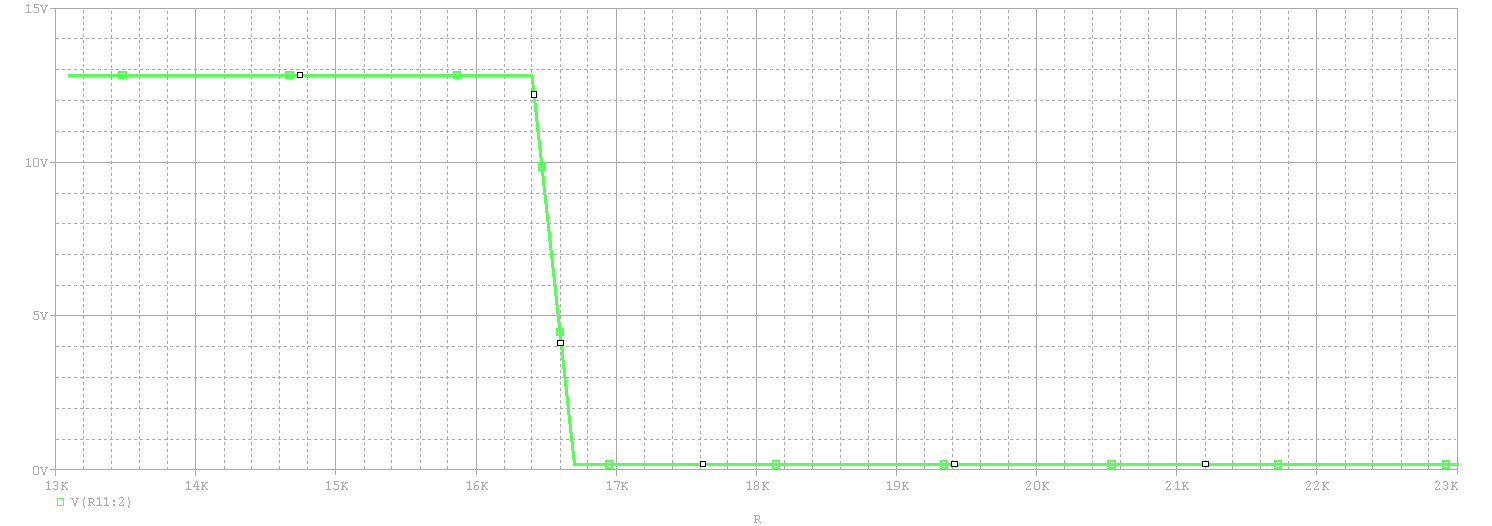 15V
10V
5V
0V
13K 14K 15K 16K 17K 18K 19K 20K 21K 22K 23K
V(R11:2)
R